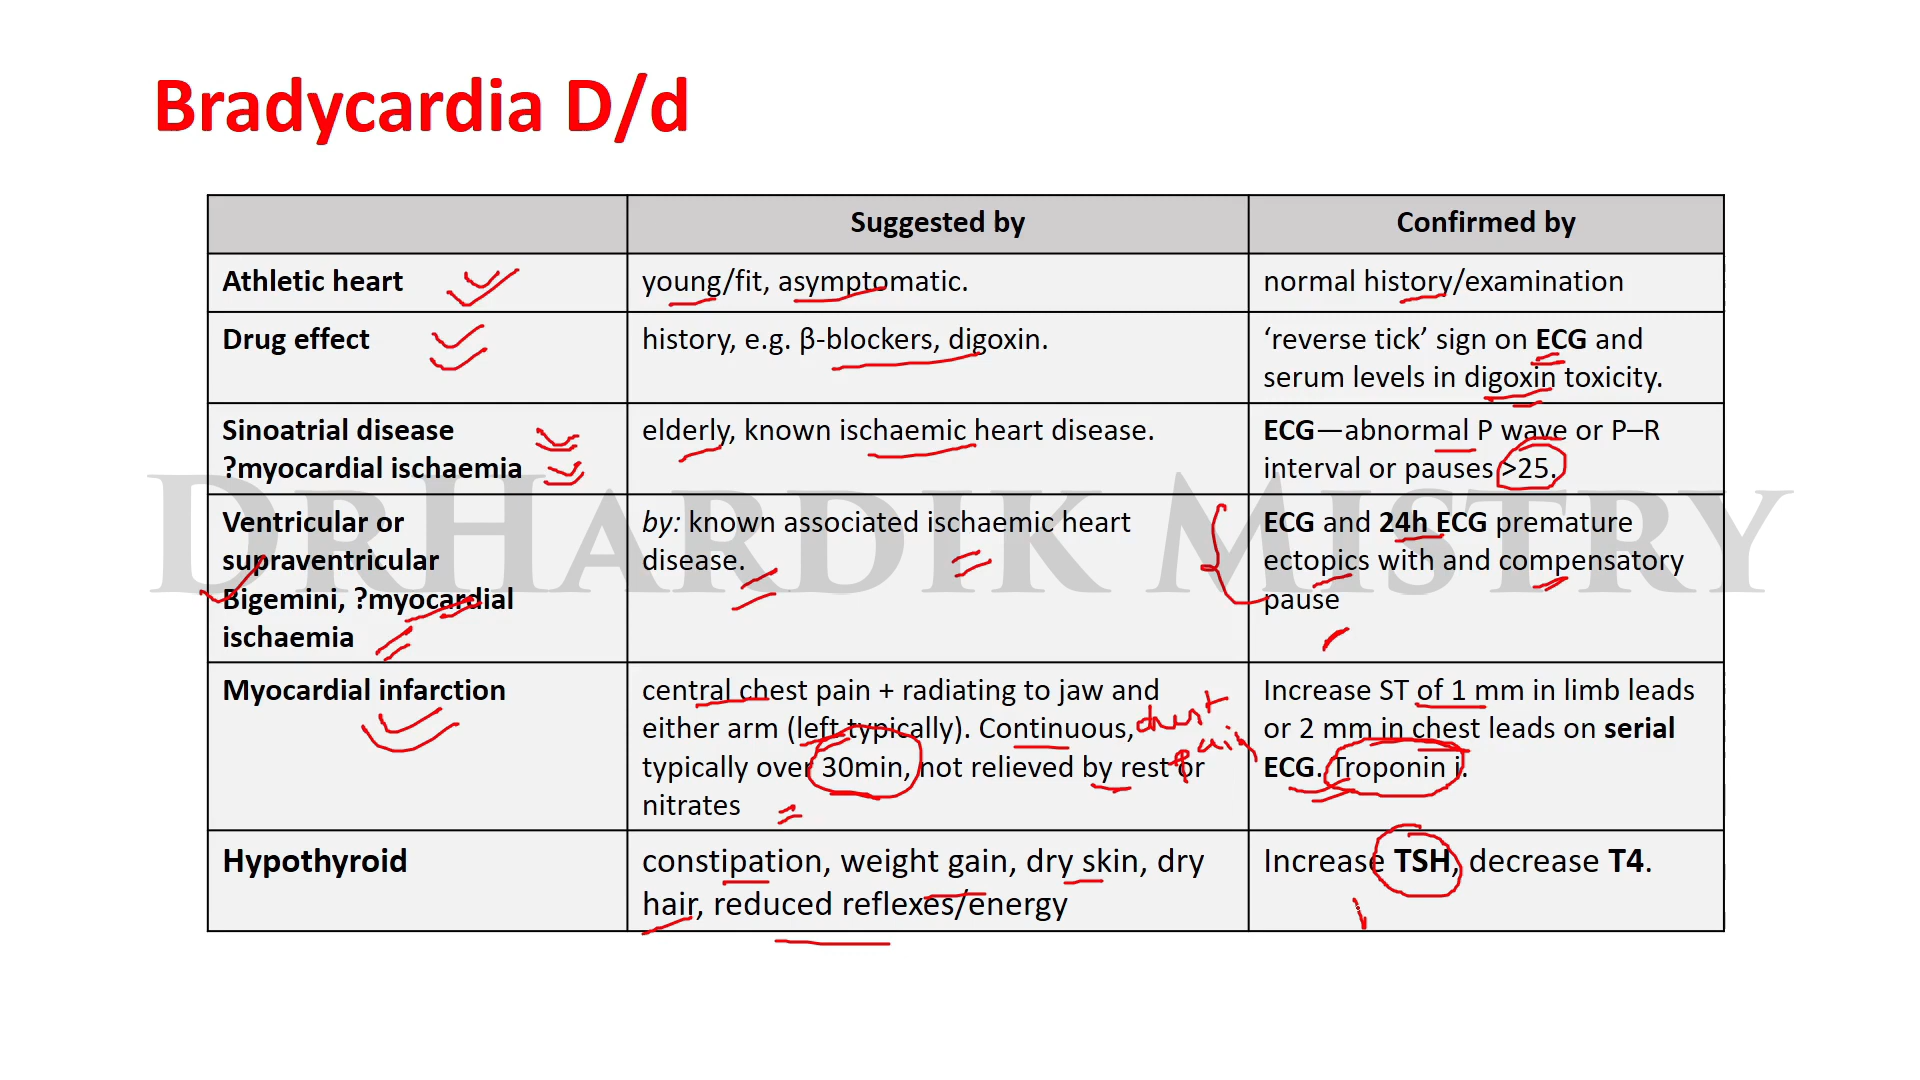 Bradycardia D/d
Suggested by
Confirmed by
Athletic heart
young/fit, asymptomatic.
normal history/examination
Drug effect
history, e.g. β-blockers, digoxin.
‘reverse tick’ sign on ECG and
serum levels in digoxin toxicity.
Sinoatrial disease
?myocardial ischaemia
elderly, known ischaemic heart disease.
ECG—abnormal P wave or P–R
interval or pauses >25.
Ventricular or
supraventricular
Bigemini, ?myocardial
ischaemia
by: known associated ischaemic heart
disease.
ECG and 24h ECG premature
ectopics with and compensatory
pause
Myocardial infarction
central chest pain + radiating to jaw and
either arm (left typically). Continuous,
typically over 30min, not relieved by rest or
nitrates
pain
Increase ST of 1 mm in limb leads
or 2 mm in chest leads on serial
ECG. Troponin i.
Hypothyroid
constipation, weight gain, dry skin, dry
hair, reduced reflexes/energy
Increase TSH, decrease T4.
DRHARDIK MISTRY